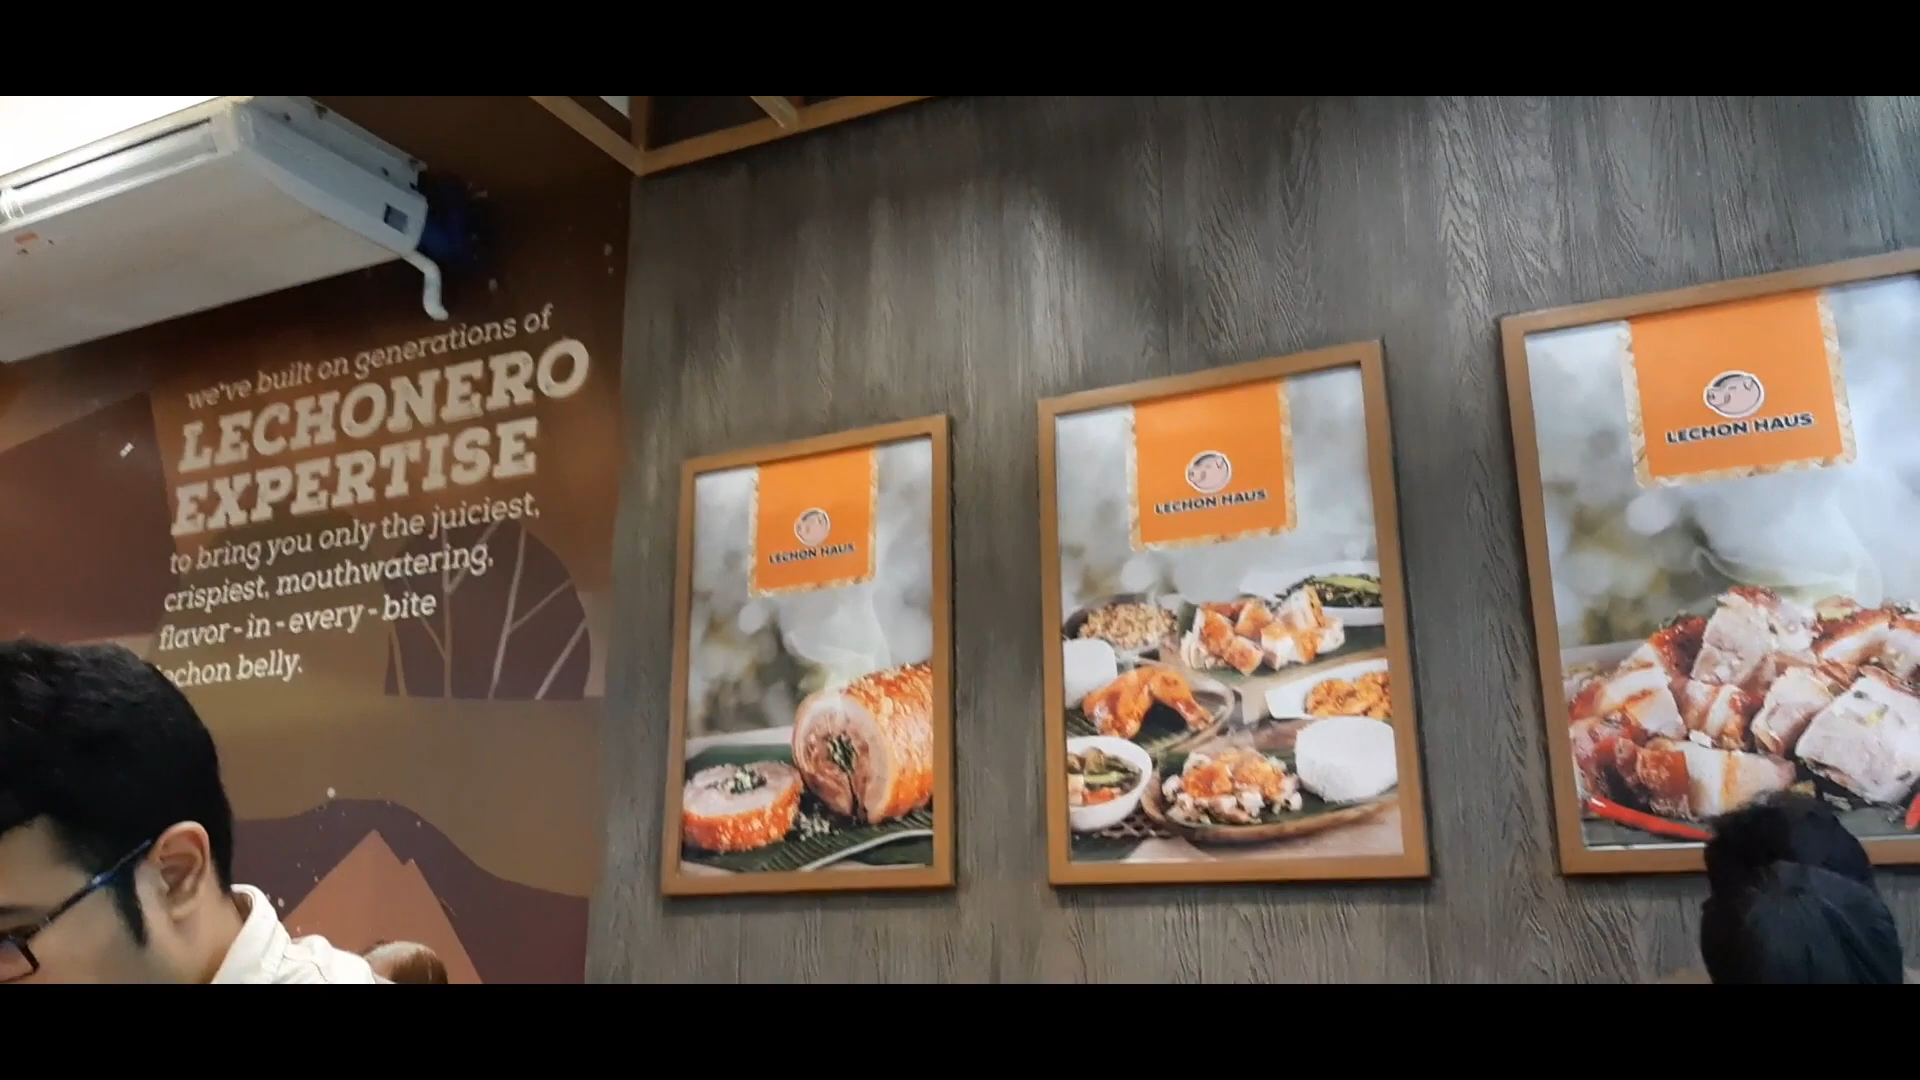 we've built on generations of
LECHONERO
EXPERTISE
to bring you only the juiciest,
crispiest, mouthwatering,
flavor-in-every-bite
echon belly.
LECHON HAUS
LECHON HAUS
LECHON HAUS